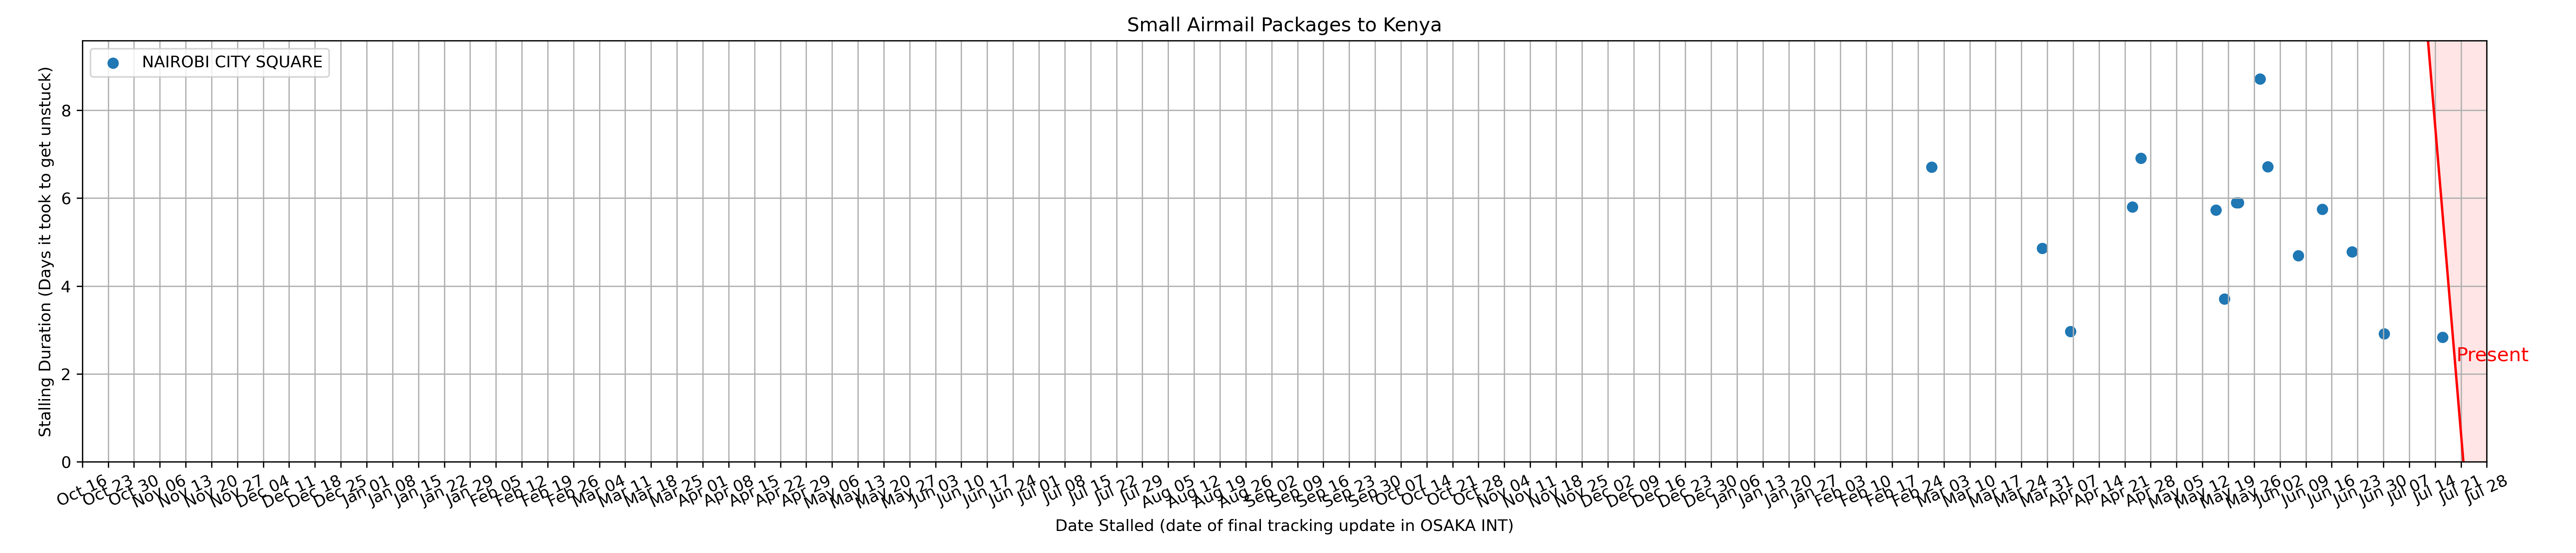 Small Airmail Packages to Kenya
NAIROBI CITY SQUARE
Stalling Duration (Days it took to get unstuck)
8
6
4
2
0
Present
Oct 16
Oct 23
Oct 30
Nov 06
Nov 13
Nov 20
Nov 27
Dec 04
Dec 11
Dec 18
Dec 25
Jan 01
Jan 08
Jan 15
Jan 22
Jan 29
Feb 05
Feb 12
Feb 19
Feb 26
Mar 04
Mar 11
Mar 18
Mar 25
Apr 01
Apr 08
Apr 15
Apr 22
Apr 29
May 06
May 13
May 20
May 27
Jun 03
Jun 10
Jun 17
Jun 24
Jul 01
Jul 08
Jul 15
Jul 22
Jul 29
Aug 05
Aug 12
Aug 19
Aug 26
Sep 02
Sep 09
Sep 16
Sep 23
Sep 30
Oct 07
Oct 14
Oct 21
Oct 28
Nov 04
Nov 11
Nov 18
Nov 25
Dec 02
Dec 09
Dec 16
Dec 23
Dec 30
Jan 06
Jan 13
Jan 20
Jan 27
Feb 03
Feb 10
Feb 17
Feb 24
Mar 03
Mar 10
Mar 17
Mar 24
Mar 31
Apr 07
Apr 14
Apr 21
Apr 28
May 05
May 12
May 19
May 26
Jun 02
Jun 09
Jun 16
Jun 23
Jun 30
Jul 07
Jul 14
Jul 21
Jul 28
Date Stalled (date of final tracking update in OSAKA INT)